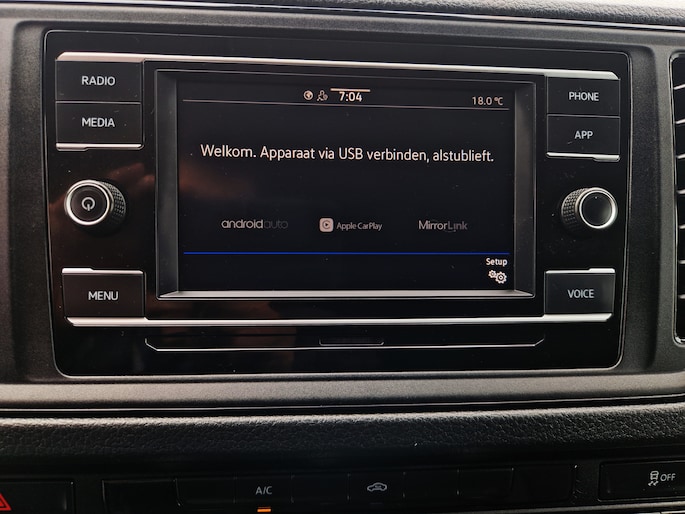 RADIO
MEDIA
MENU
7:04
18.0 °C
Welkom. Apparaat via USB verbinden, alstublieft.
androidauto
Apple CarPlay
MirrorLink
Setup
PHONE
APP
VOICE
A/C
OFF